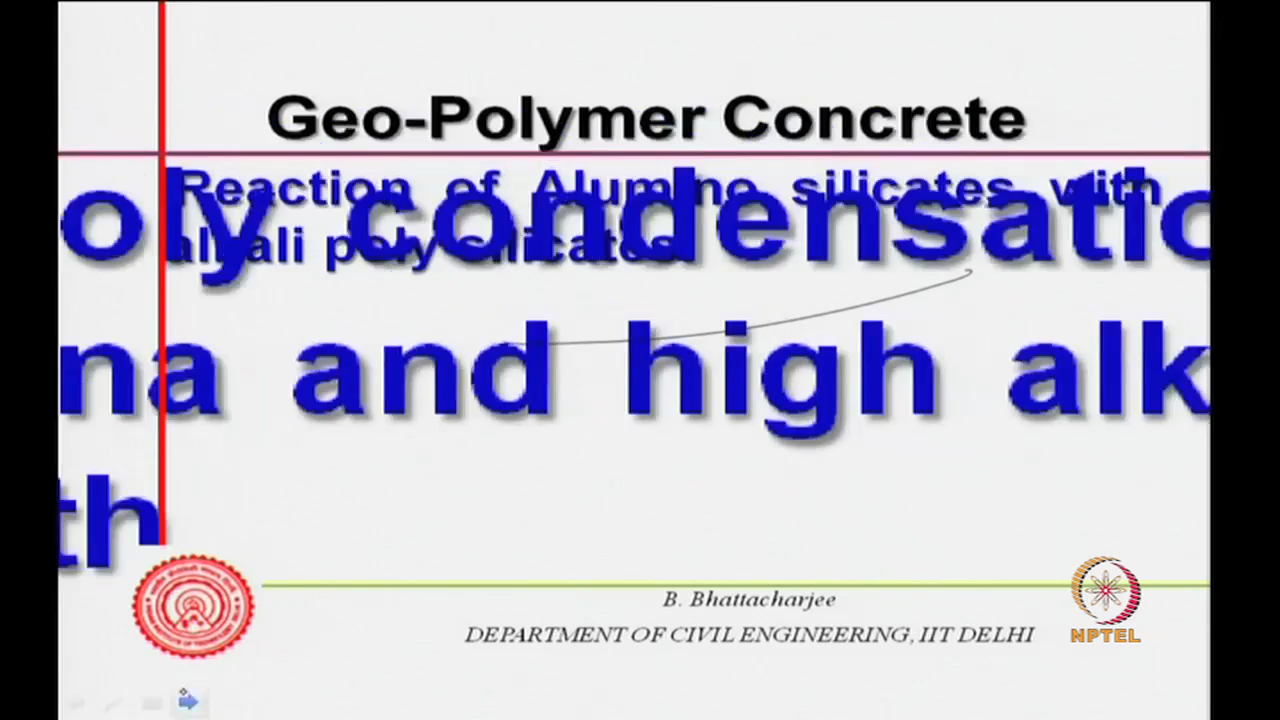 Geo-Polymer Concrete
Reaction of Alumino silicates with
alkali poly silicates
oly condensatio
na and high alk
th
B. Bhattacharjee
DEPARTMENT OF CIVIL ENGINEERING, IIT DELHI
NPTEL